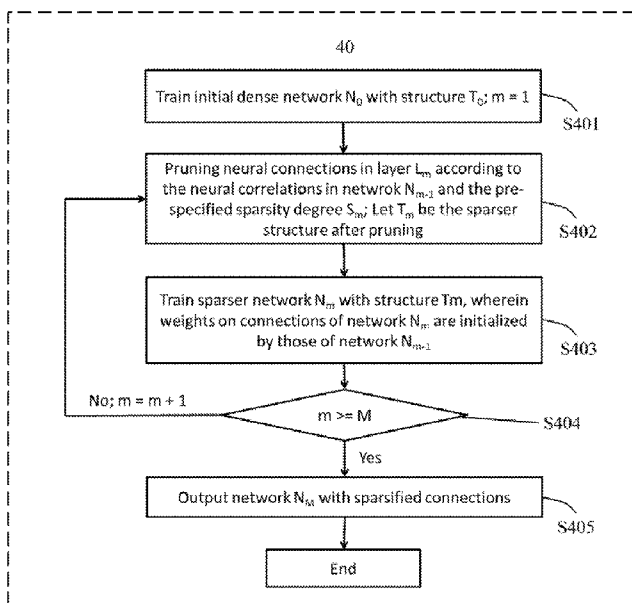 40
Train initial dense network N₀ with structure T₀; m = 1
S401
Pruning neural connections in layer Lₘ according to
the neural correlations in netwrok Nₘ₋₁ and the pre-
specified sparsity degree Sₘ; Let Tₘ be the sparser
structure after pruning
S402
Train sparser network Nₘ with structure Tm, wherein
weights on connections of network Nₘ are initialized
by those of network Nₘ₋₁
S403
No; m = m + 1
m >= M
S404
Yes
Output network N_M with sparsified connections
S405
End